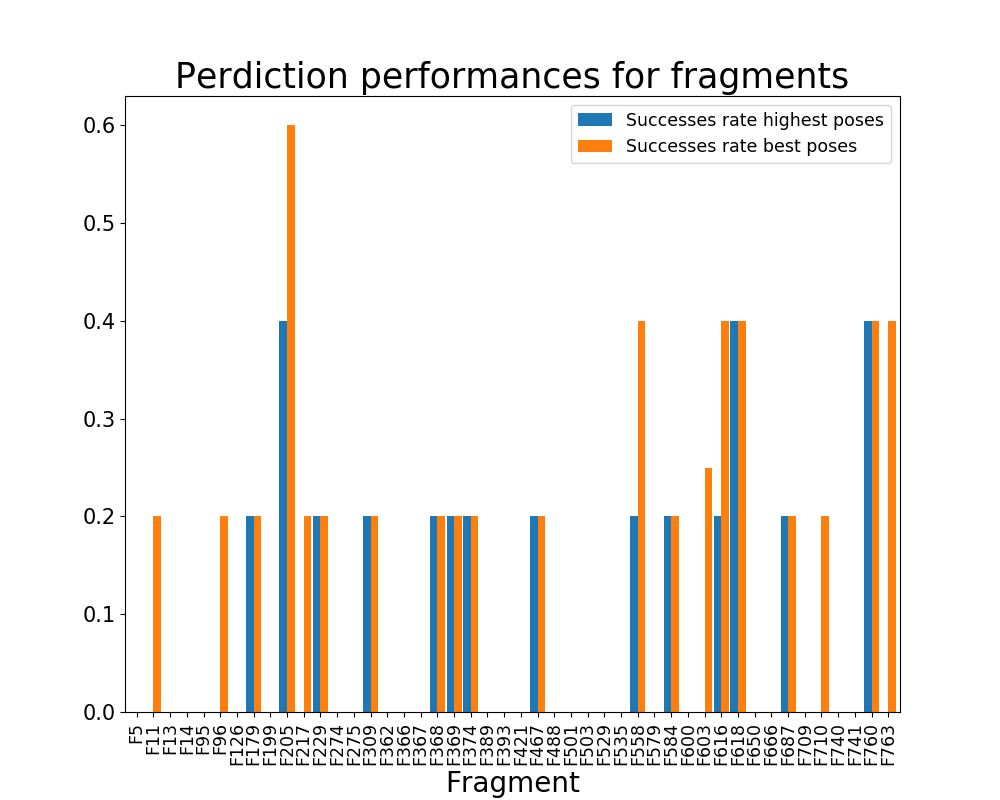 Perdiction performances for fragments
Successes rate highest poses
Successes rate best poses
0.6
0.5
0.4
0.3
0.2
0.1
0.0
F5
F11
F13
F14
F95
F96
F126
F179
F199
F205
F217
F229
F274
F275
F309
F362
F366
F367
F368
F369
F374
F389
F393
F421
F467
F488
F501
F503
F529
F535
F558
F579
F584
F600
F603
F616
F618
F650
F666
F687
F709
F710
F740
F741
F760
F763
Fragment